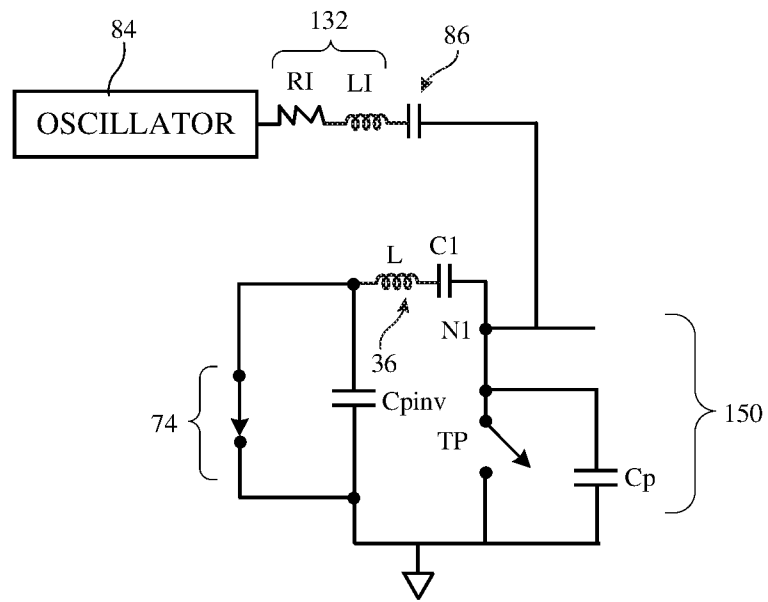 84
132
86
RI LI
OSCILLATOR
L C1
N1
36
74
Cpinv
TP
Cp
150